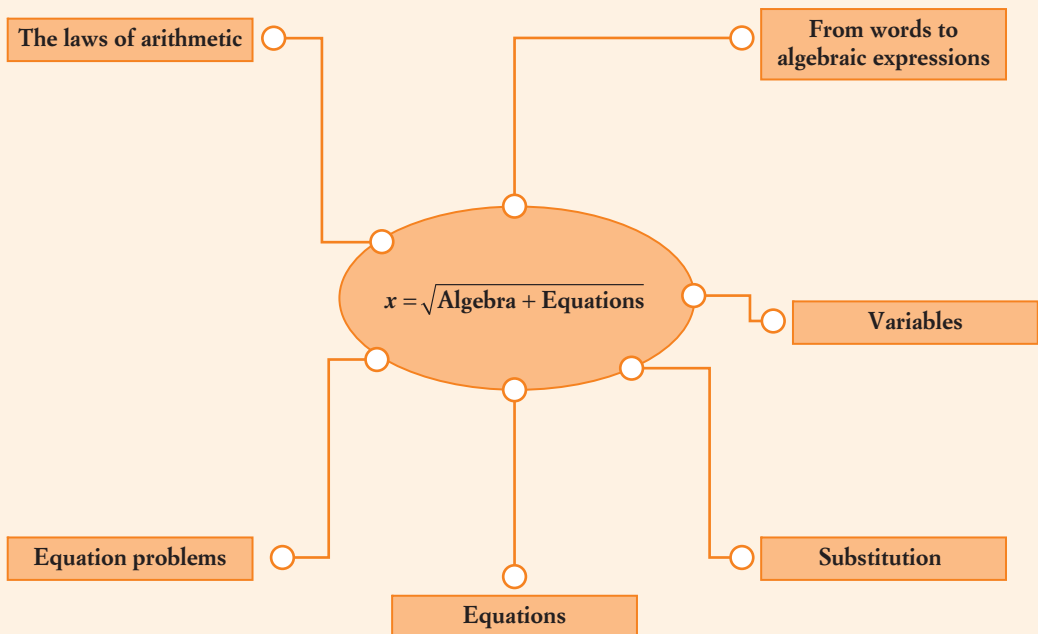 The laws of arithmetic
From words to
algebraic expressions
x = √Algebra + Equations
Variables
Equation problems
Substitution
Equations